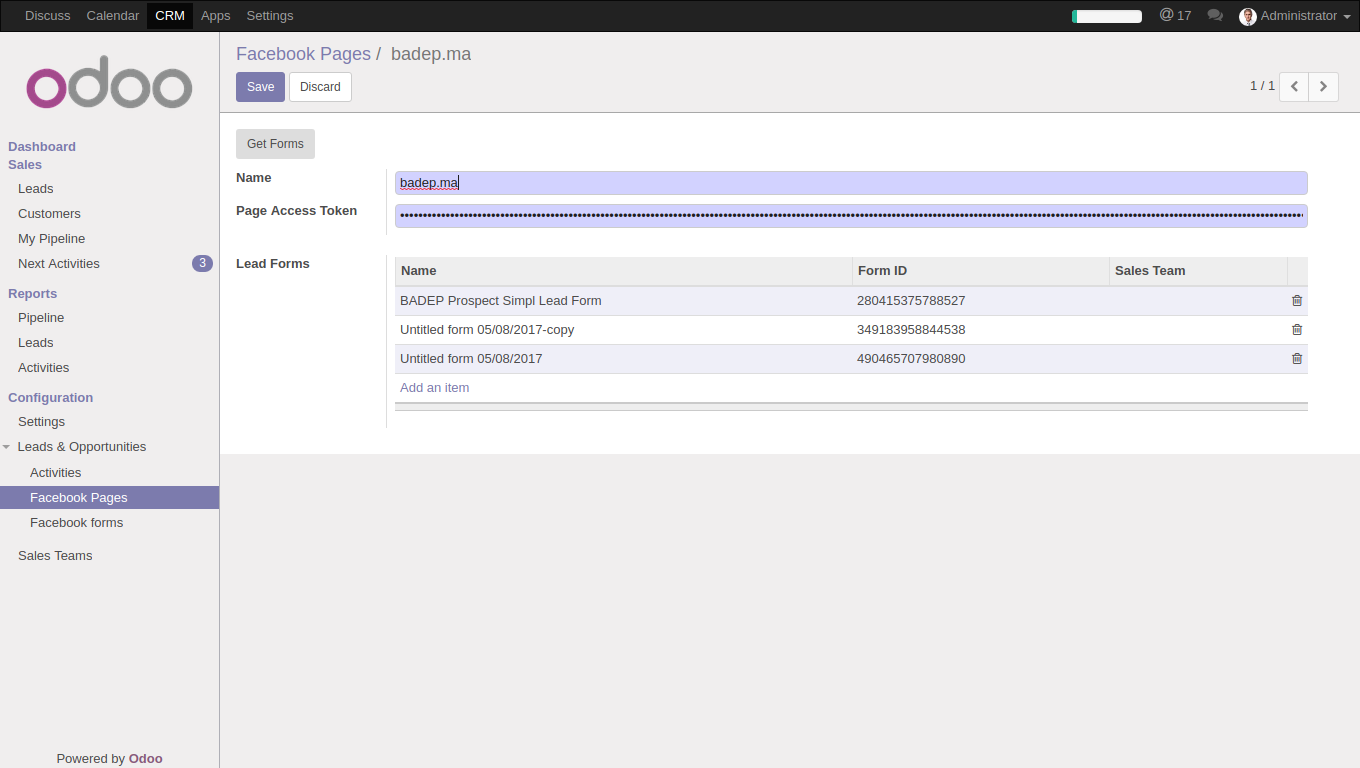 Discuss Calendar CRM Apps Settings @ 17 Administrator
odoo
Dashboard
Sales
Leads
Customers
My Pipeline
Next Activities 3
Reports
Pipeline
Leads
Activities
Configuration
Settings
Leads & Opportunities
Activities
Facebook Pages
Facebook forms
Sales Teams
Powered by Odoo
Facebook Pages / badep.ma
Save Discard 1 / 1
Get Forms
Name badep.ma
Page Access Token
Lead Forms
Name Form ID Sales Team
BADEP Prospect Simpl Lead Form 280415375788527
Untitled form 05/08/2017-copy 349183958844538
Untitled form 05/08/2017 490465707980890
Add an item